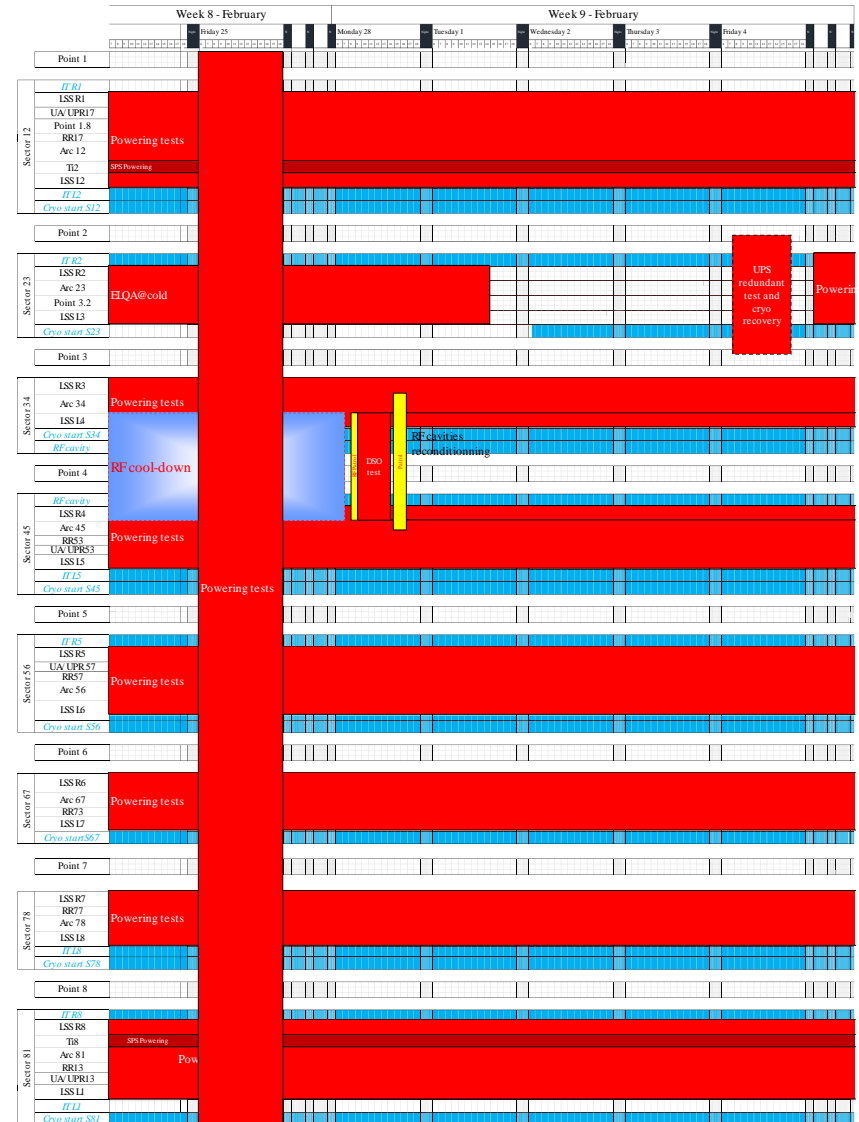 Week 8 - February
Week 9 - February
Friday 25
Monday 28
Tuesday 1
Wednesday 2
Thursday 3
Friday 4
Point 1
Sector 12
IT R1
LSS R1
UA/UPR17
Point 1.8
RR17
Arc 12
Powering tests
Ti2
SPS Powering
LSS L2
IT L2
Cryo start S12
Point 2
Sector 23
IT R2
LSS R2
Arc 23
Point 3.2
LSS L3
Cryo start S23
ELQA@cold
UPS
redundant
test and
cryo
recovery
Powerin
Point 3
Sector 34
LSS R3
Arc 34
LSS L4
Cryo start S34
RF cavity
Powering tests
RF cool-down
DSO
test
Patrol
RF cavities
reconditionning
Point 4
Sector 45
RF cavity
LSS R4
Arc 45
RR53
UA/UPR53
LSS L5
IT L5
Cryo start S45
Powering tests
Powering tests
Point 5
Sector 56
IT R5
LSS R5
UA/UPR 57
RR57
Arc 56
LSS L6
Cryo start S56
Powering tests
Point 6
Sector 67
LSS R6
Arc 67
RR73
LSS L7
Cryo startS67
Powering tests
Point 7
Sector 78
LSS R7
RR77
Arc 78
LSS L8
IT L8
Cryo start S78
Powering tests
Point 8
Sector 81
IT R8
LSS R8
Ti8
SPS Powering
Arc 81
RR13
UA/UPR13
LSS L1
IT L1
Cryo start S81
Pow